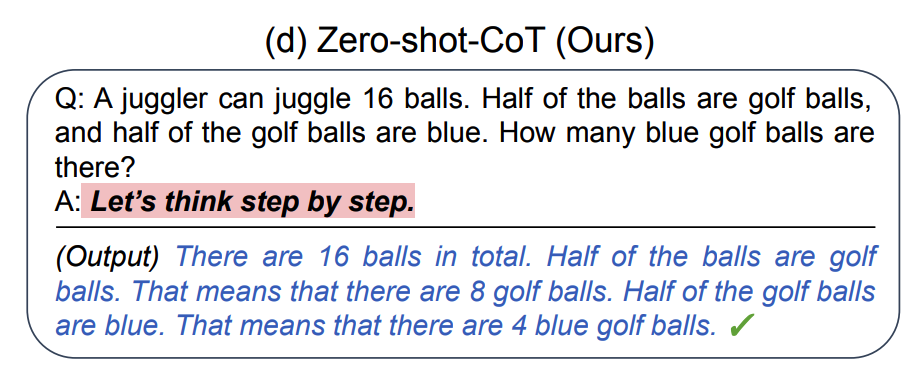 (d) Zero-shot-CoT (Ours)
Q: A juggler can juggle 16 balls. Half of the balls are golf balls,
and half of the golf balls are blue. How many blue golf balls are
there?
A: Let’s think step by step.
(Output) There are 16 balls in total. Half of the balls are golf
balls. That means that there are 8 golf balls. Half of the golf balls
are blue. That means that there are 4 blue golf balls. ✓